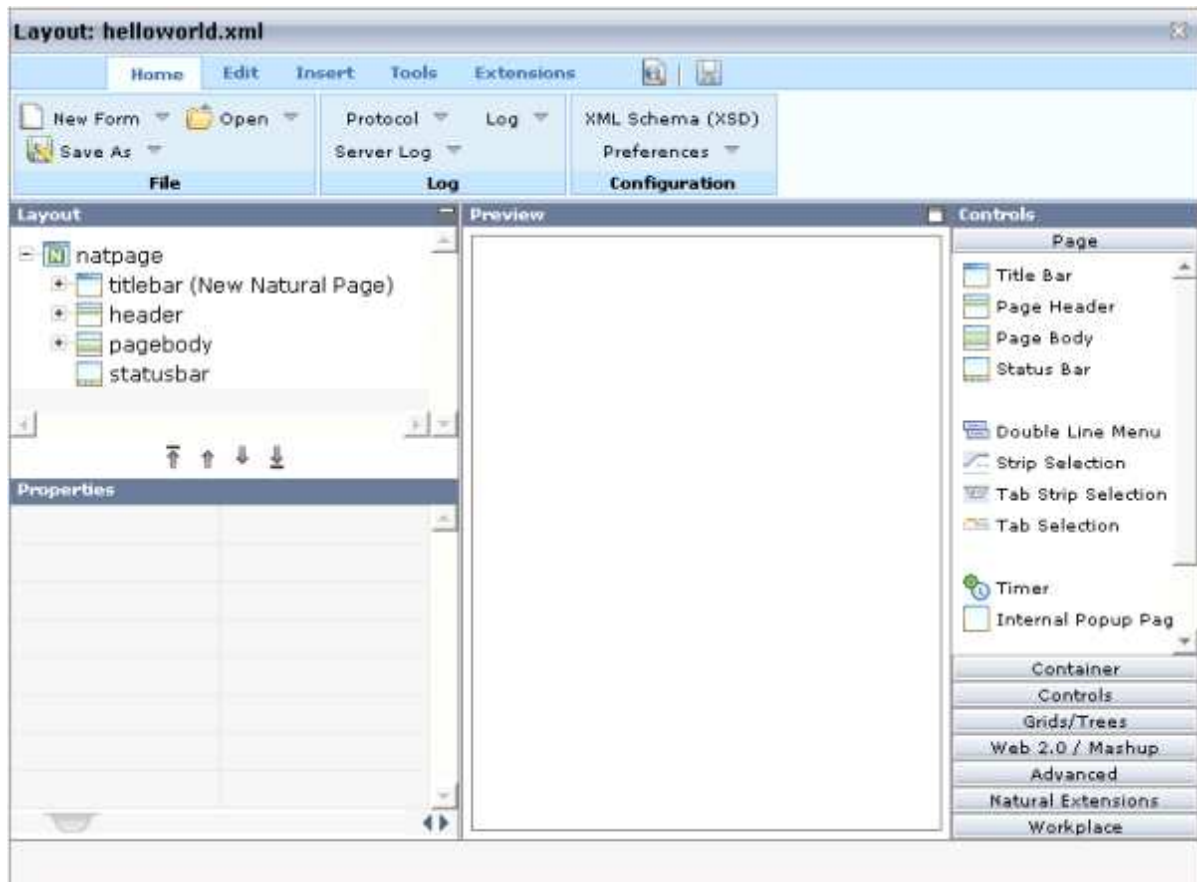 Layout: helloworld.xml
Home Edit Insert Tools Extensions
New Form Open Protocol Log XML Schema (XSD)
Save As Server Log Preferences
File Log Configuration
Layout Preview Controls
natpage
titlebar (New Natural Page)
header
pagebody
statusbar
Properties
Page
Title Bar
Page Header
Page Body
Status Bar
Double Line Menu
Strip Selection
Tab Strip Selection
Tab Selection
Timer
Internal Popup Pag
Container
Controls
Grids/Trees
Web 2.0 / Mashup
Advanced
Natural Extensions
Workplace